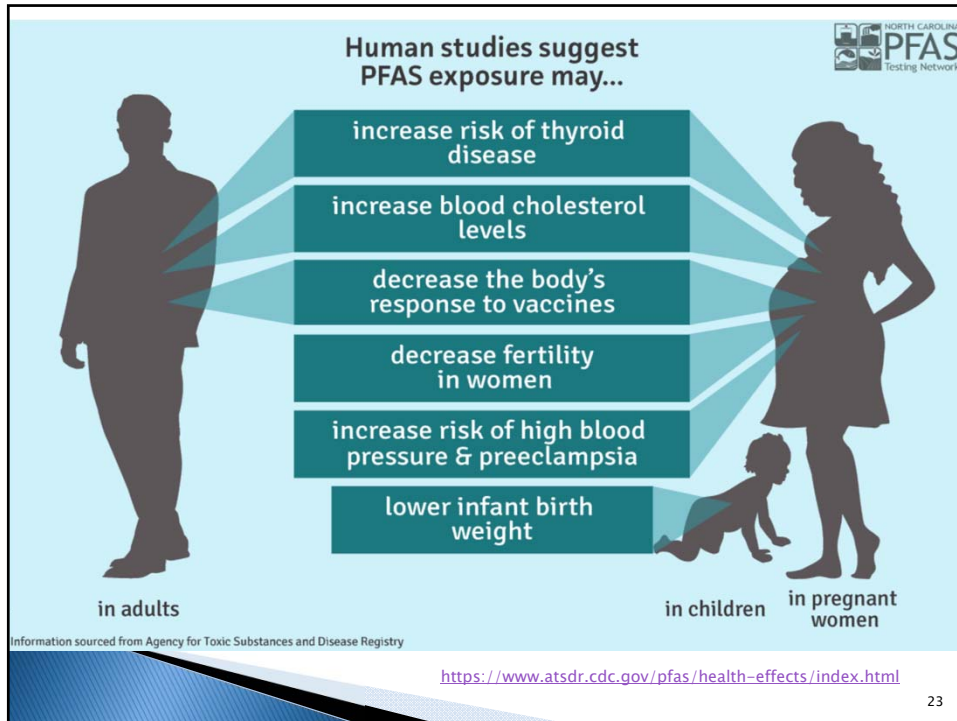 Human studies suggest
PFAS exposure may...
NORTH CAROLINA
PFAS
Testing Network
increase risk of thyroid
disease
increase blood cholesterol
levels
decrease the body's
response to vaccines
decrease fertility
in women
increase risk of high blood
pressure & preeclampsia
lower infant birth
weight
in adults
in children
in pregnant
women
Information sourced from Agency for Toxic Substances and Disease Registry
https://www.atsdr.cdc.gov/pfas/health-effects/index.html
23